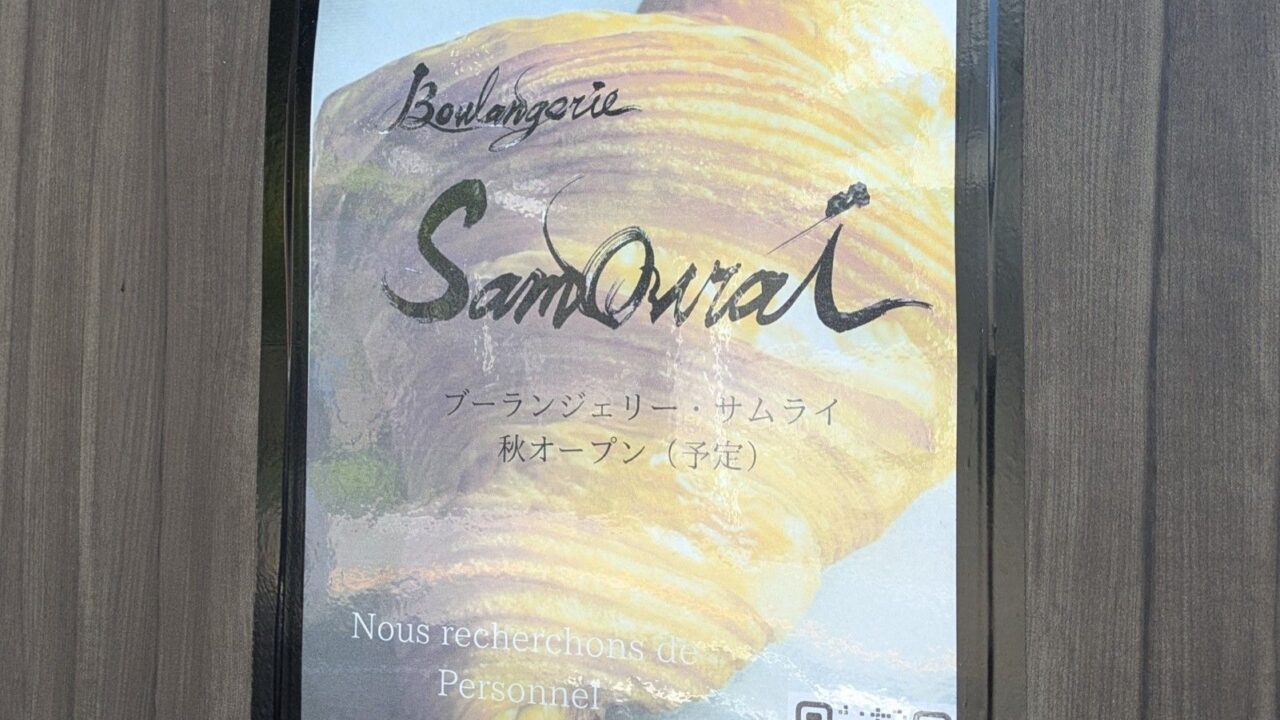 Boulangerie
Samouraï
ブーランジェリー・サムライ
秋オープン（予定）
Nous recherchons de
Personnel